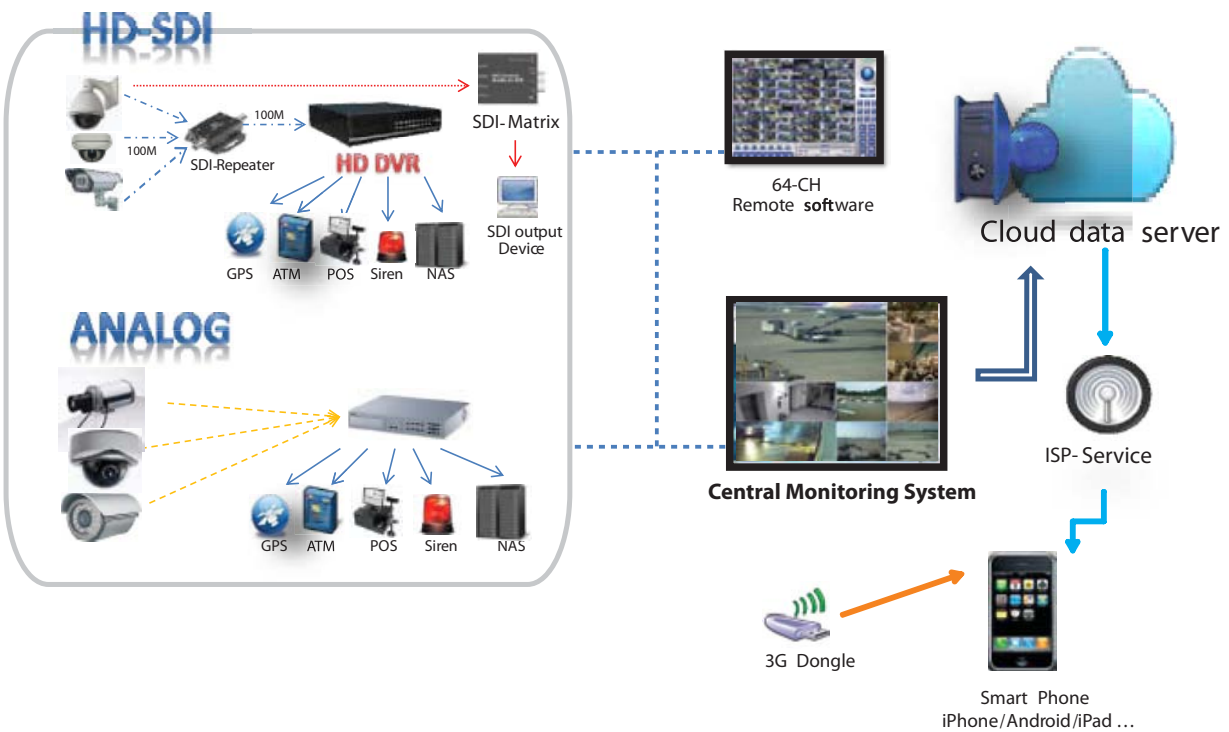 HD-SDI
100M
100M
SDI-Repeater
HD DVR
SDI-Matrix
SDI output
Device
GPS
ATM
POS
Siren
NAS
ANALOG
GPS
ATM
POS
Siren
NAS
64-CH
Remote software
Central Monitoring System
Cloud data server
ISP-Service
3G Dongle
Smart Phone
iPhone/Android/iPad ...